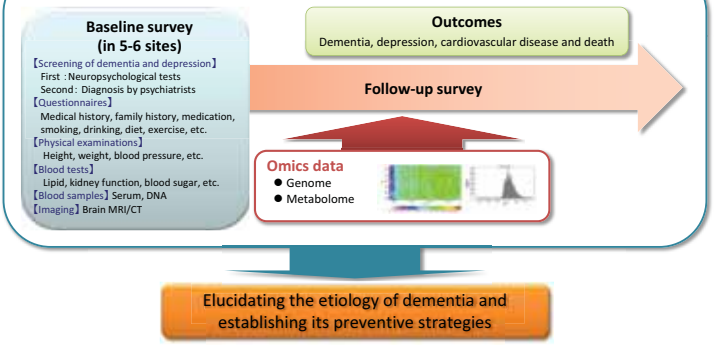 Baseline survey
(in 5-6 sites)
【Screening of dementia and depression】
First : Neuropsychological tests
Second : Diagnosis by psychiatrists
【Questionnaires】
Medical history, family history, medication,
smoking, drinking, diet, exercise, etc.
【Physical examinations】
Height, weight, blood pressure, etc.
【Blood tests】
Lipid, kidney function, blood sugar, etc.
【Blood samples】 Serum, DNA
【Imaging】 Brain MRI/CT
Outcomes
Dementia, depression, cardiovascular disease and death
Follow-up survey
Omics data
● Genome
● Metabolome
Elucidating the etiology of dementia and
establishing its preventive strategies